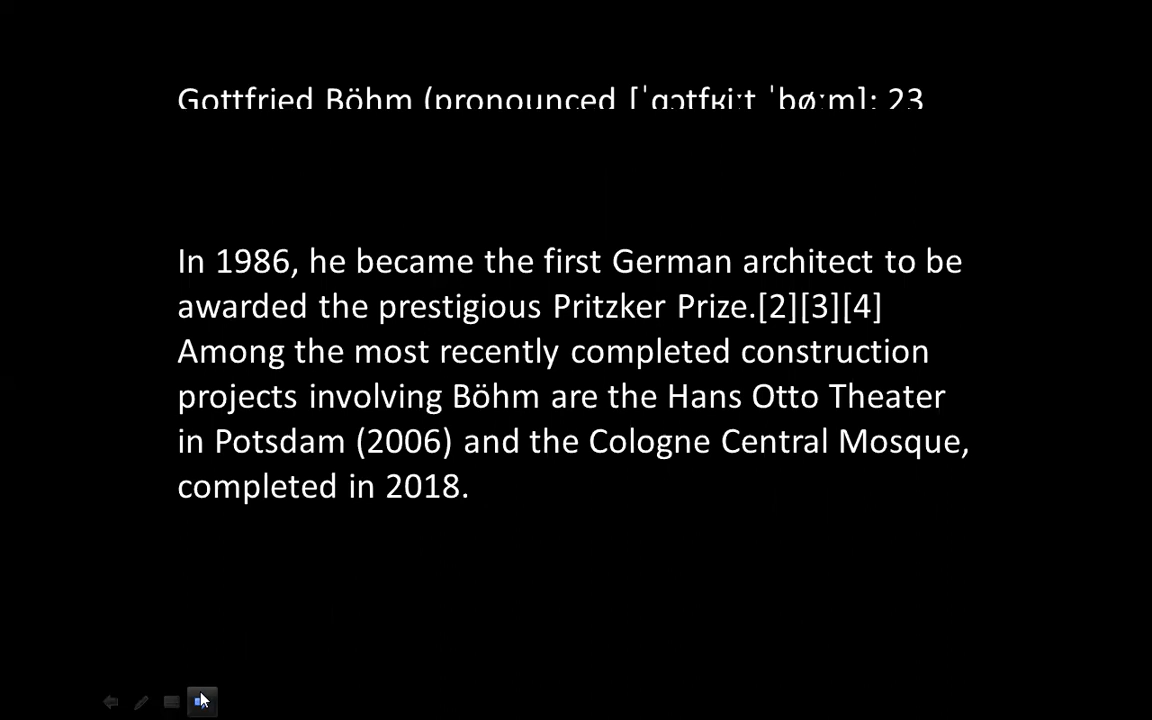 Gottfried Böhm (pronounced [ˈɡɔtfʁiːt ˈbøːm]; 23
In 1986, he became the first German architect to be
awarded the prestigious Pritzker Prize.[2][3][4]
Among the most recently completed construction
projects involving Böhm are the Hans Otto Theater
in Potsdam (2006) and the Cologne Central Mosque,
completed in 2018.